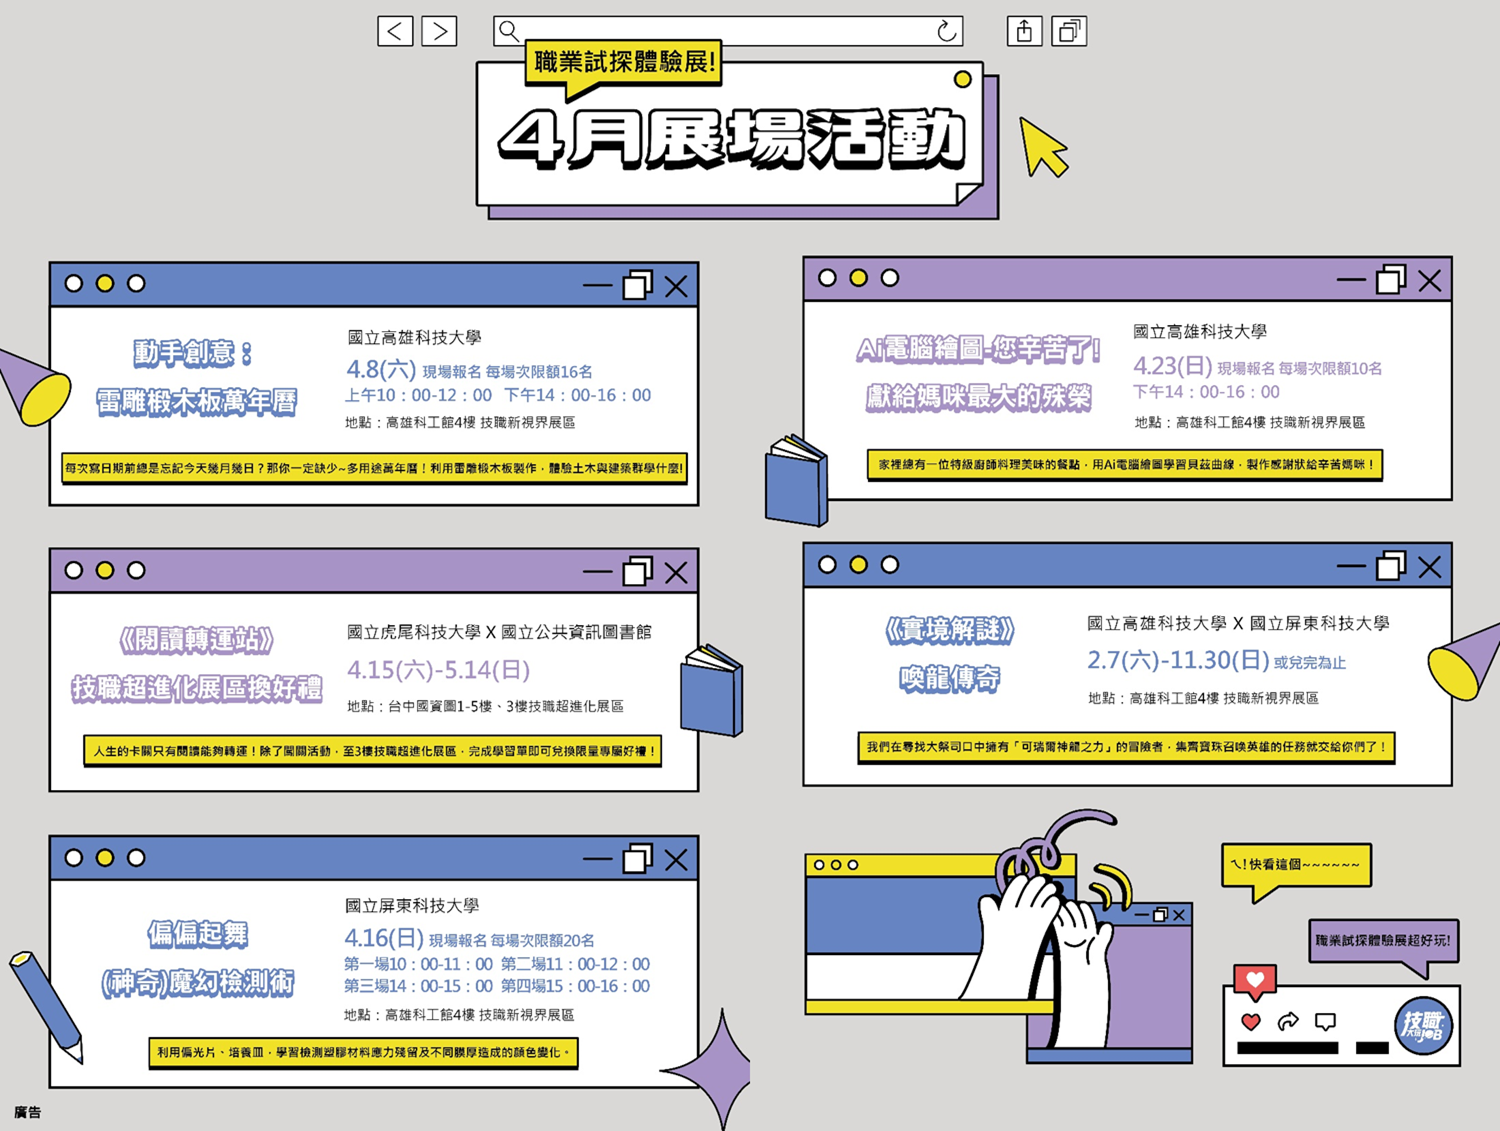 職業試探體驗展!
4月展場活動
動手創意：
雷雕椴木板萬年曆
國立高雄科技大學
4.8(六) 現場報名 每場次限額16名
上午10：00-12：00 下午14：00-16：00
地點：高雄科工館4樓 技職新視界展區
每次寫日期前總是忘記今天幾月幾日？那你一定缺少~多用途萬年曆！利用雷雕椴木板製作，體驗土木與建築群學什麼!
Ai電腦繪圖-您辛苦了!
獻給媽咪最大的殊榮
國立高雄科技大學
4.23(日) 現場報名 每場次限額10名
下午14：00-16：00
地點：高雄科工館4樓 技職新視界展區
家裡總有一位特級廚師料理美味的餐點，用Ai電腦繪圖學習貝茲曲線，製作感謝狀給辛苦媽咪！
《閱讀轉運站》
技職超進化展區換好禮
國立虎尾科技大學 X 國立公共資訊圖書館
4.15(六)-5.14(日)
地點：台中國資圖1-5樓、3樓技職超進化展區
人生的卡關只有閱讀能夠轉運！除了闖關活動，至3樓技職超進化展區，完成學習單即可兌換限量專屬好禮！
《實境解謎》
喚龍傳奇
國立高雄科技大學 X 國立屏東科技大學
2.7(六)-11.30(日) 或兌完為止
地點：高雄科工館4樓 技職新視界展區
我們在尋找大祭司口中擁有「可瑞爾神龍之力」的冒險者，集齊寶珠召喚英雄的任務就交給你們了！
偏偏起舞
(神奇)魔幻檢測術
國立屏東科技大學
4.16(日) 現場報名 每場次限額20名
第一場10：00-11：00 第二場11：00-12：00
第三場14：00-15：00 第四場15：00-16：00
地點：高雄科工館4樓 技職新視界展區
利用偏光片、培養皿，學習檢測塑膠材料應力殘留及不同膜厚造成的顏色變化。
ㄟ!快看這個~~~~~~
職業試探體驗展超好玩!
技職
大玩JOB
廣告